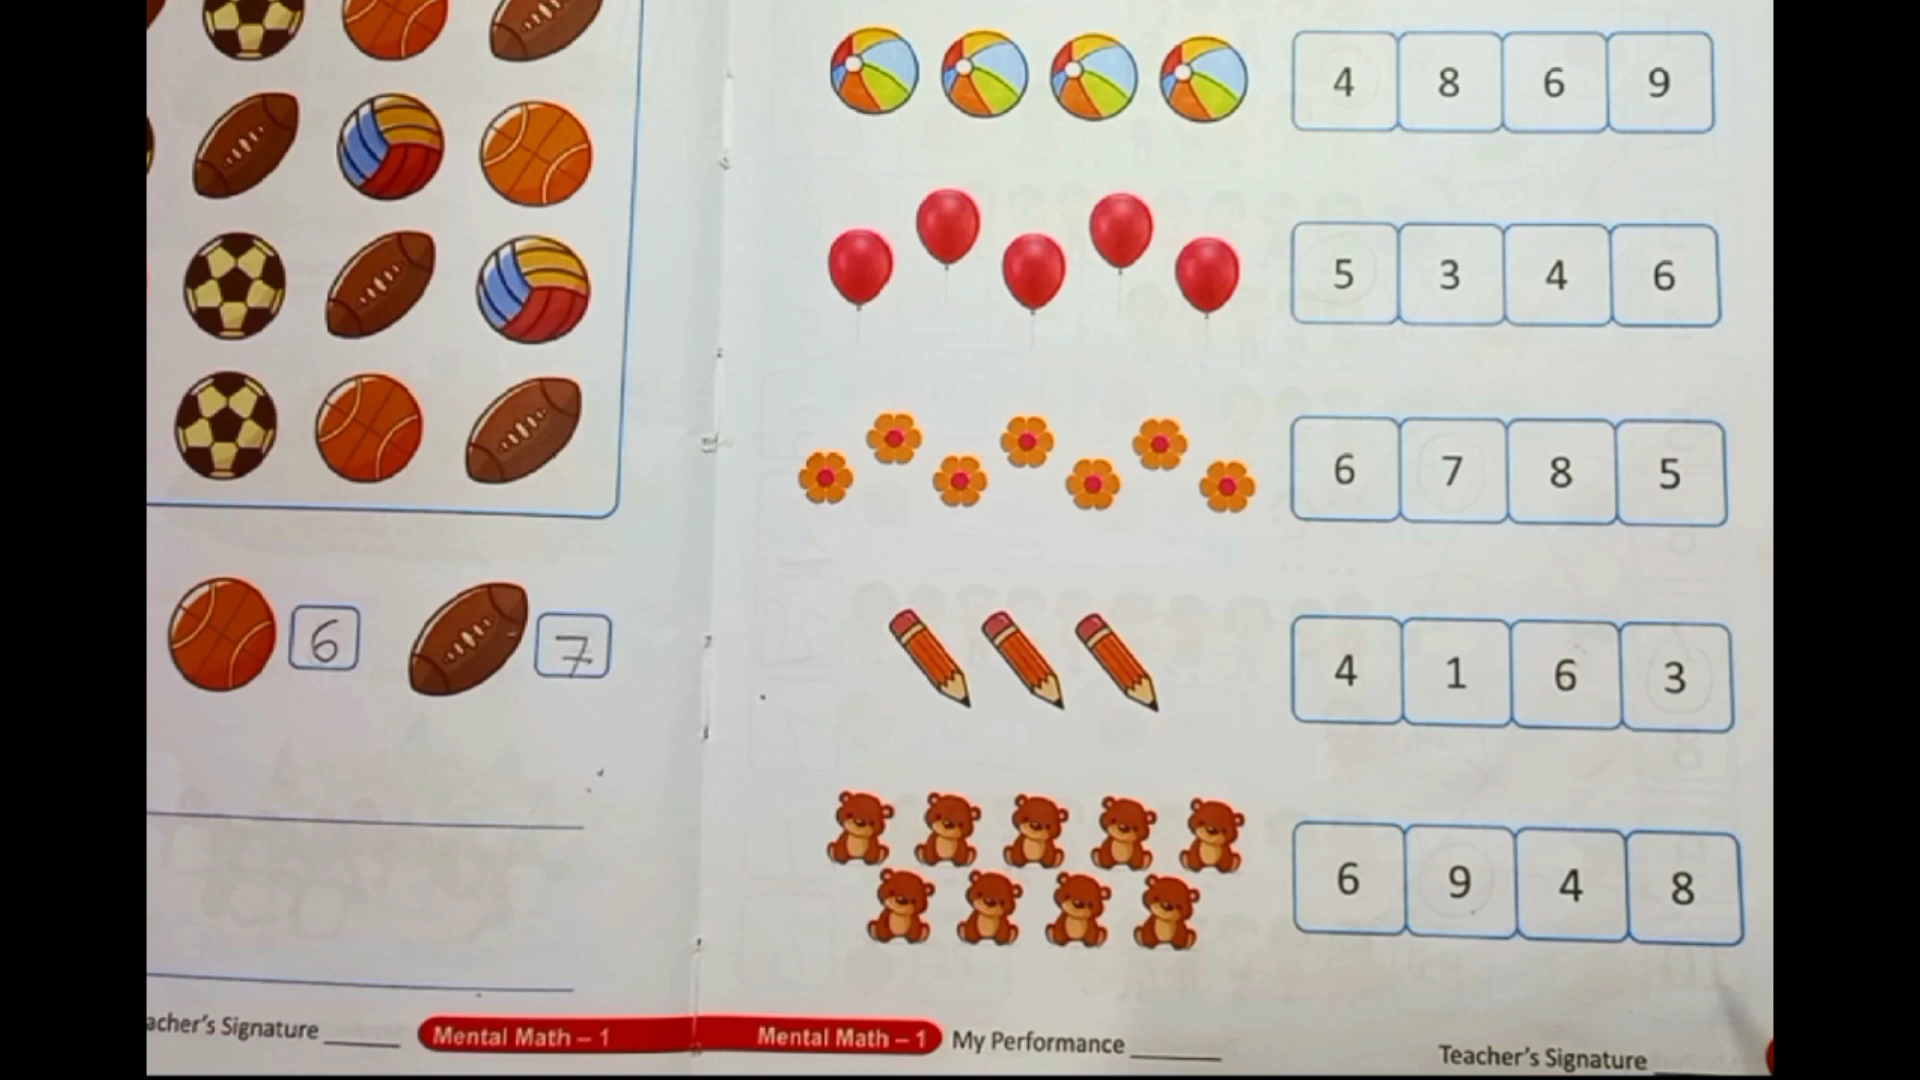 4 8 6 9
5 3 4 6
6 7 8 5
6 7
4 1 6 3
6 9 4 8
acher's Signature
Mental Math – 1
Mental Math – 1
My Performance
Teacher's Signature